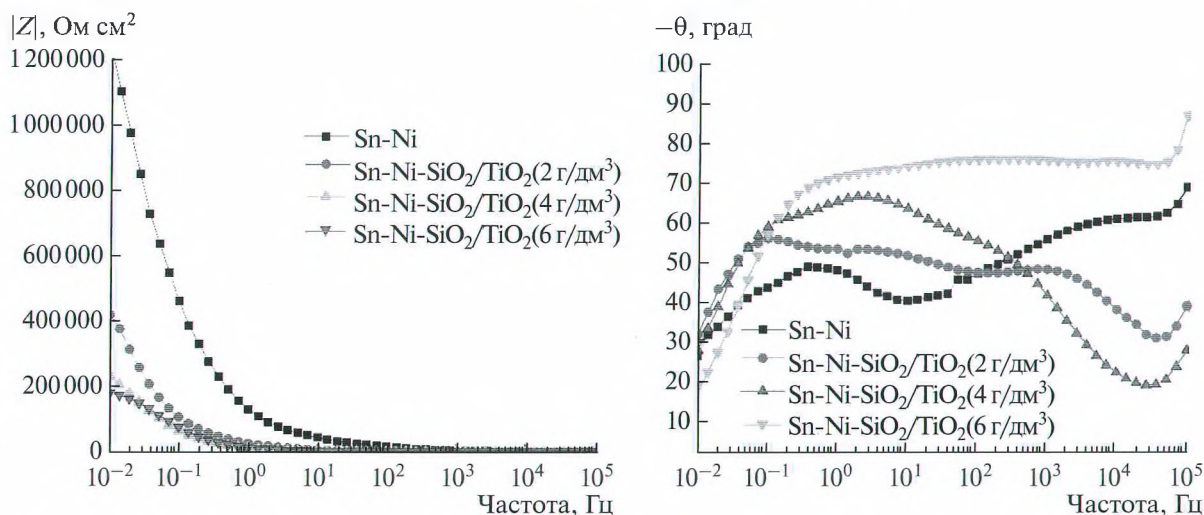 |Z|, Ом см²
1200 000
1000 000
800 000
600 000
400 000
200 000
0
10⁻² 10⁻¹ 10⁰ 10¹ 10² 10³ 10⁴ 10⁵
Частота, Гц
Sn-Ni
Sn-Ni-SiO₂/TiO₂(2 г/дм³)
Sn-Ni-SiO₂/TiO₂(4 г/дм³)
Sn-Ni-SiO₂/TiO₂(6 г/дм³)
−θ, град
100
90
80
70
60
50
40
30
20
10
10⁻² 10⁻¹ 10⁰ 10¹ 10² 10³ 10⁴ 10⁵
Частота, Гц
Sn-Ni
Sn-Ni-SiO₂/TiO₂(2 г/дм³)
Sn-Ni-SiO₂/TiO₂(4 г/дм³)
Sn-Ni-SiO₂/TiO₂(6 г/дм³)